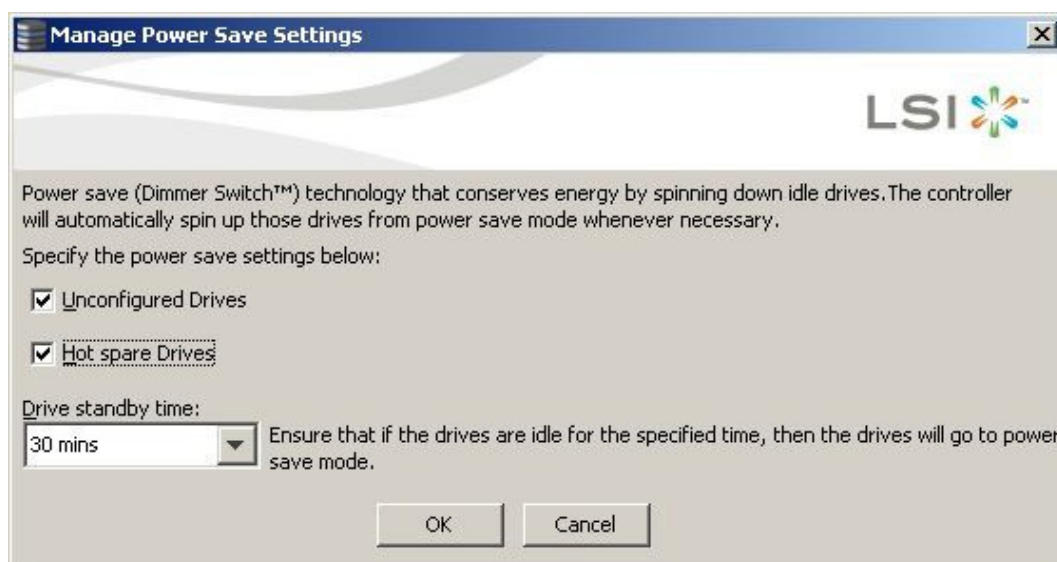 Manage Power Save Settings
LSI
Power save (Dimmer Switch™) technology that conserves energy by spinning down idle drives.The controller
will automatically spin up those drives from power save mode whenever necessary.
Specify the power save settings below:
Unconfigured Drives
Hot spare Drives
Drive standby time:
30 mins
Ensure that if the drives are idle for the specified time, then the drives will go to power
save mode.
OK
Cancel